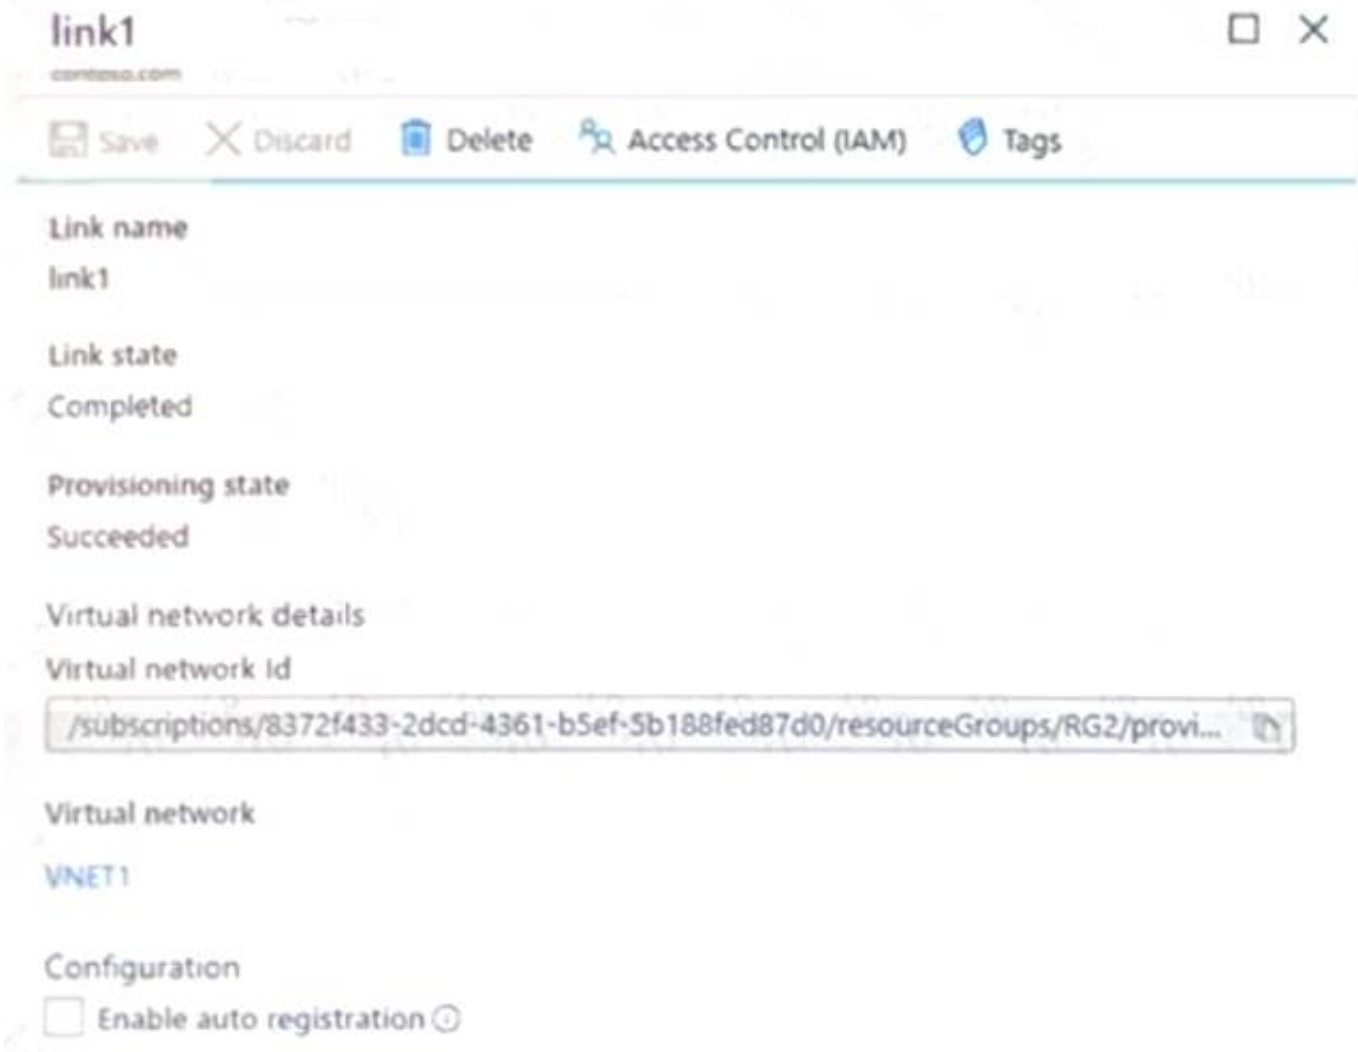 link1
contoso.com
Save Discard Delete Access Control (IAM) Tags
Link name
link1
Link state
Completed
Provisioning state
Succeeded
Virtual network details
Virtual network Id
/subscriptions/8372f433-2dcd-4361-b5ef-5b188fed87d0/resourceGroups/RG2/provi...
Virtual network
VNET1
Configuration
Enable auto registration